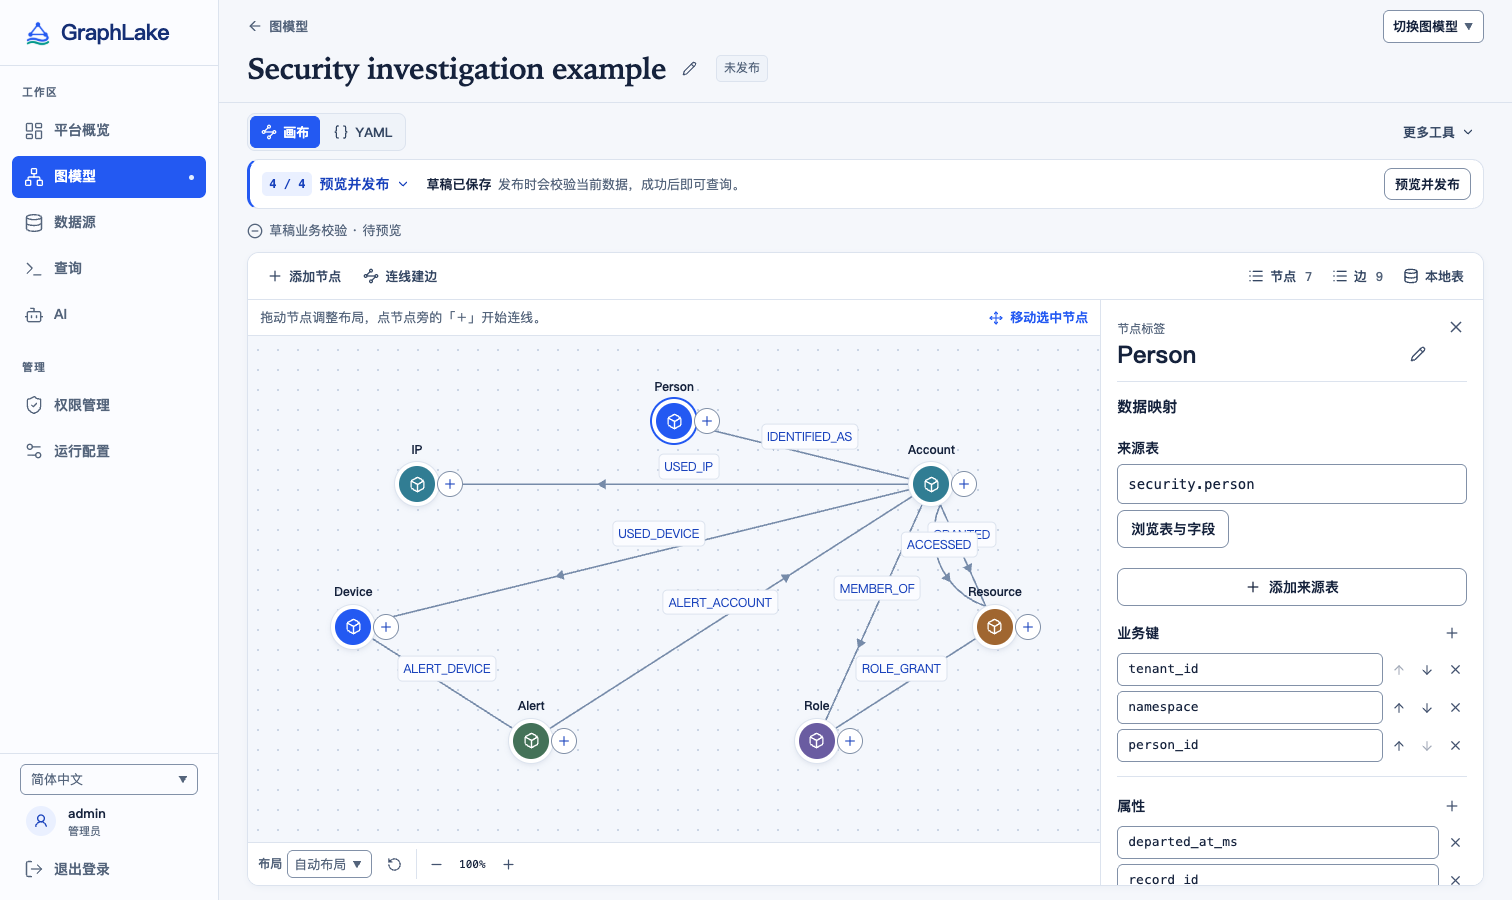 GraphLake
工作区
平台概览
图模型
数据源
查询
AI
管理
权限管理
运行配置
简体中文
admin
管理员
退出登录
图模型
切换图模型
Security investigation example
未发布
画布
{} YAML
更多工具
4 / 4
预览并发布
草稿已保存 发布时会校验当前数据，成功后即可查询。
预览并发布
草稿业务校验 · 待预览
添加节点
连线建边
节点 7
边 9
本地表
拖动节点调整布局，点节点旁的「＋」开始连线。
移动选中节点
Person
IDENTIFIED_AS
IP
Account
USED_IP
USED_DEVICE
GRANTED
ACCESSED
MEMBER_OF
Device
Resource
ALERT_ACCOUNT
ALERT_DEVICE
ROLE_GRANT
Alert
Role
布局
自动布局
100%
节点标签
Person
数据映射
来源表
security.person
浏览表与字段
添加来源表
业务键
tenant_id
namespace
person_id
属性
departed_at_ms
record_id